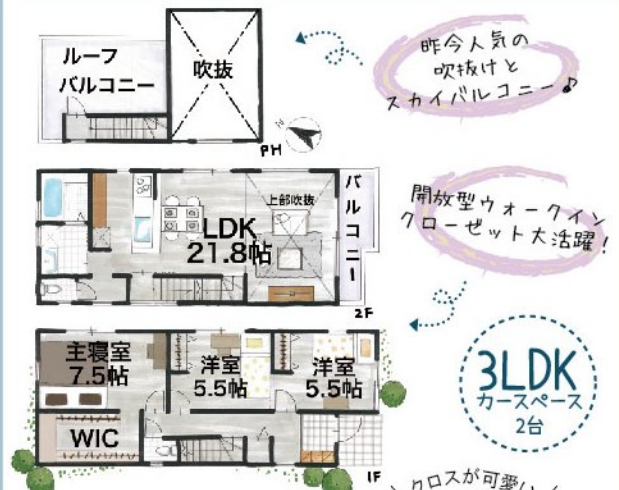 ルーフ
バルコニー
吹抜
昨今人気の
吹抜けと
スカイバルコニー♪
N
PH
上部吹抜
LDK
21.8帖
バルコニー
2F
開放型ウォークイン
クローゼット大活躍!
主寝室
7.5帖
洋室
5.5帖
洋室
5.5帖
WIC
1F
3LDK
カースペース
2台
クロスが可愛い